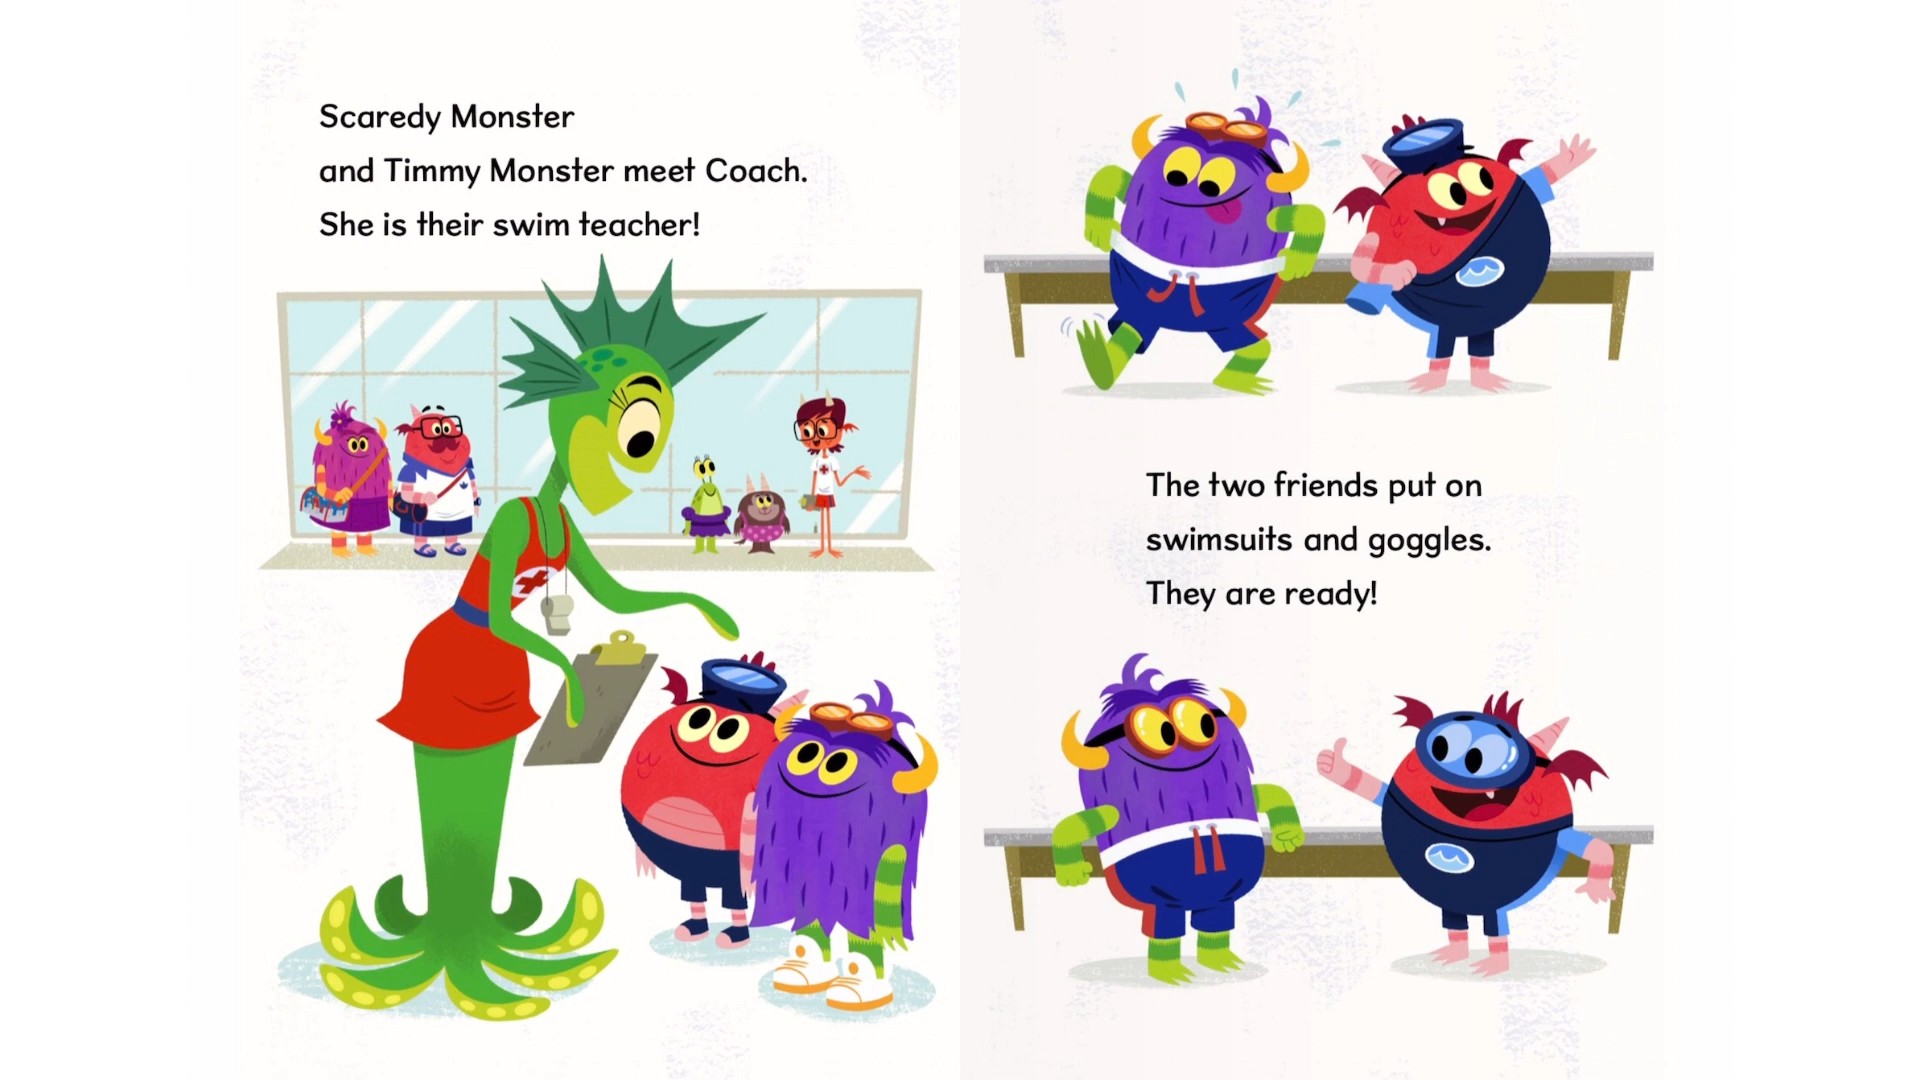 Scaredy Monster
and Timmy Monster meet Coach.
She is their swim teacher!
The two friends put on
swimsuits and goggles.
They are ready!